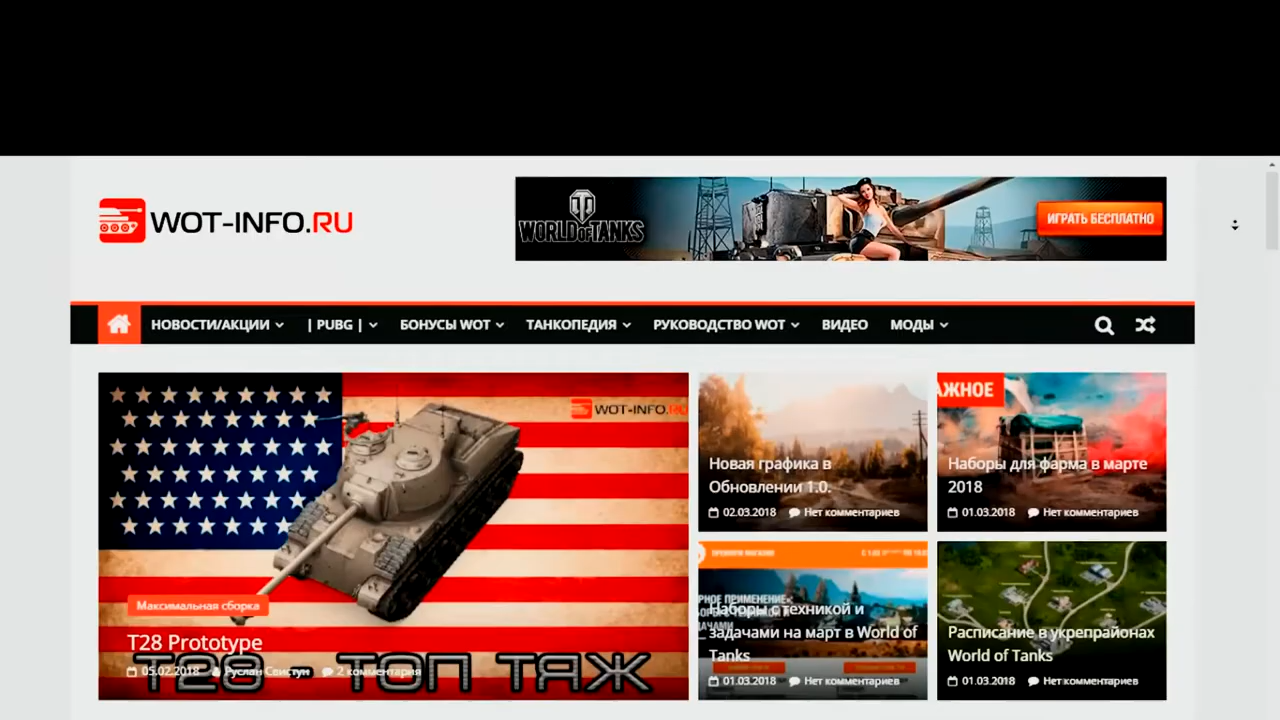 WOT-INFO.RU
WORLD OF TANKS
ИГРАТЬ БЕСПЛАТНО
НОВОСТИ/АКЦИИ | PUBG | БОНУСЫ WOT ТАНКОПЕДИЯ РУКОВОДСТВО WOT ВИДЕО МОДЫ
WOT-INFO.RU
Максимальная сборка
T28 Prototype
05.02.2018 Руслан Свистун 2 комментария
T28 - ТОП ТЯЖ
Новая графика в
Обновлении 1.0.
02.03.2018 Нет комментариев
АЖНОЕ
Наборы для фарма в марте
2018
01.03.2018 Нет комментариев
РНОЕ ПРИМЕНЕНИЕ:
Наборы с техникой и
задачами на март в World of
Tanks
01.03.2018 Нет комментариев
Расписание в укрепрайонах
World of Tanks
01.03.2018 Нет комментариев